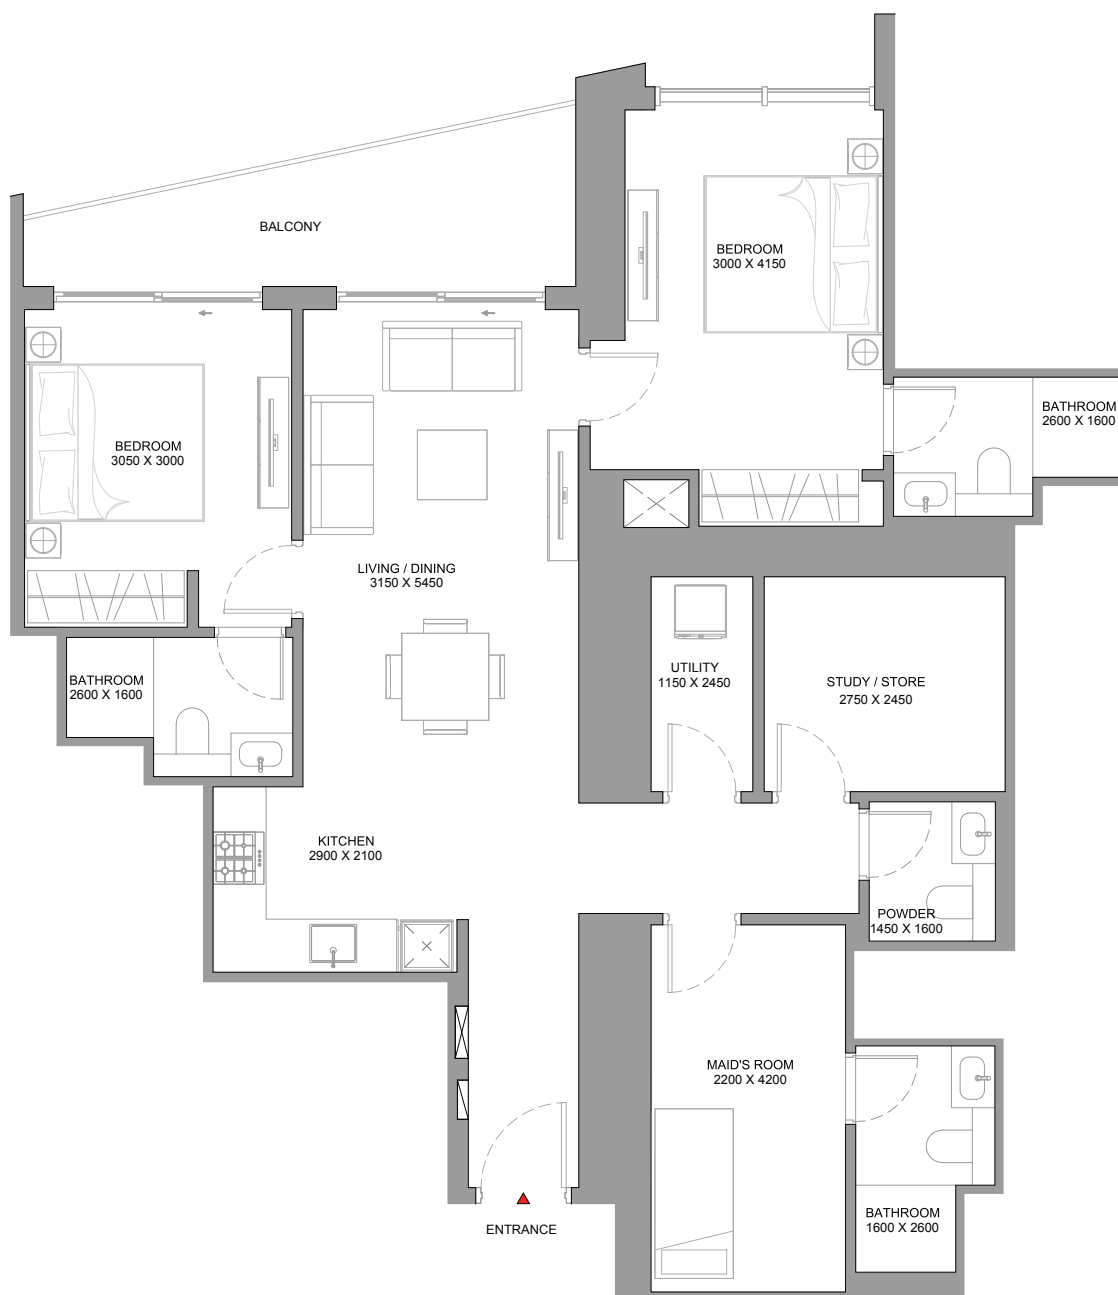 BALCONY
BEDROOM
3000 X 4150
BATHROOM
2600 X 1600
BEDROOM
3050 X 3000
LIVING / DINING
3150 X 5450
UTILITY
1150 X 2450
STUDY / STORE
2750 X 2450
BATHROOM
2600 X 1600
KITCHEN
2900 X 2100
POWDER
1450 X 1600
MAID'S ROOM
2200 X 4200
BATHROOM
1600 X 2600
ENTRANCE